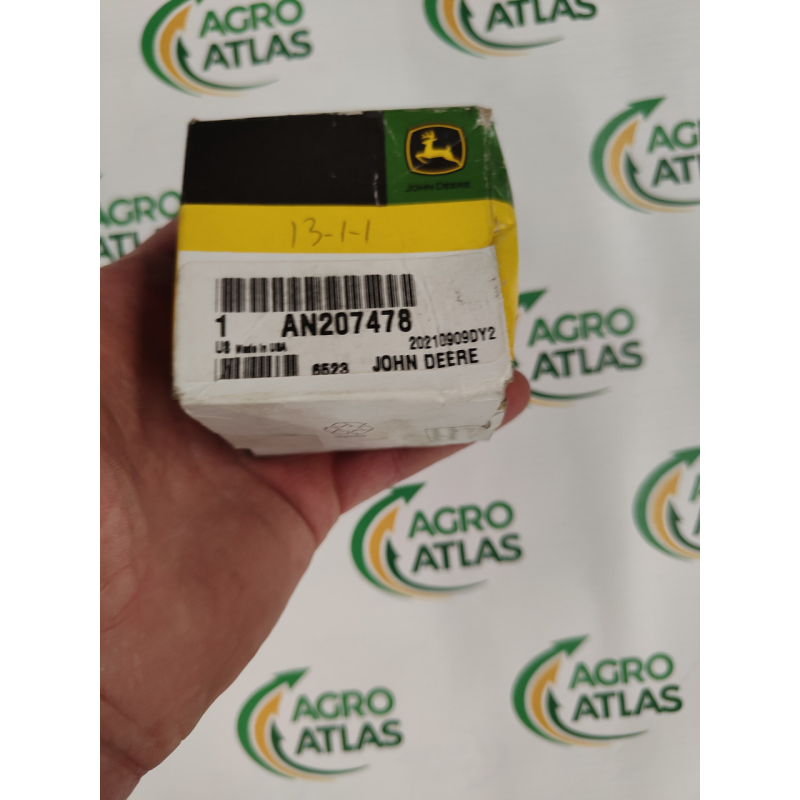 AGRO
ATLAS
AGRO
ATLAS
AGRO
ATLAS
JOHN DEERE
13-1-1
1 AN207478
20210909DY2
US Made in USA
6523 JOHN DEERE
AGRO
ATLAS
AGRO
ATLAS
AGRO
ATLAS
AGRO
ATLAS